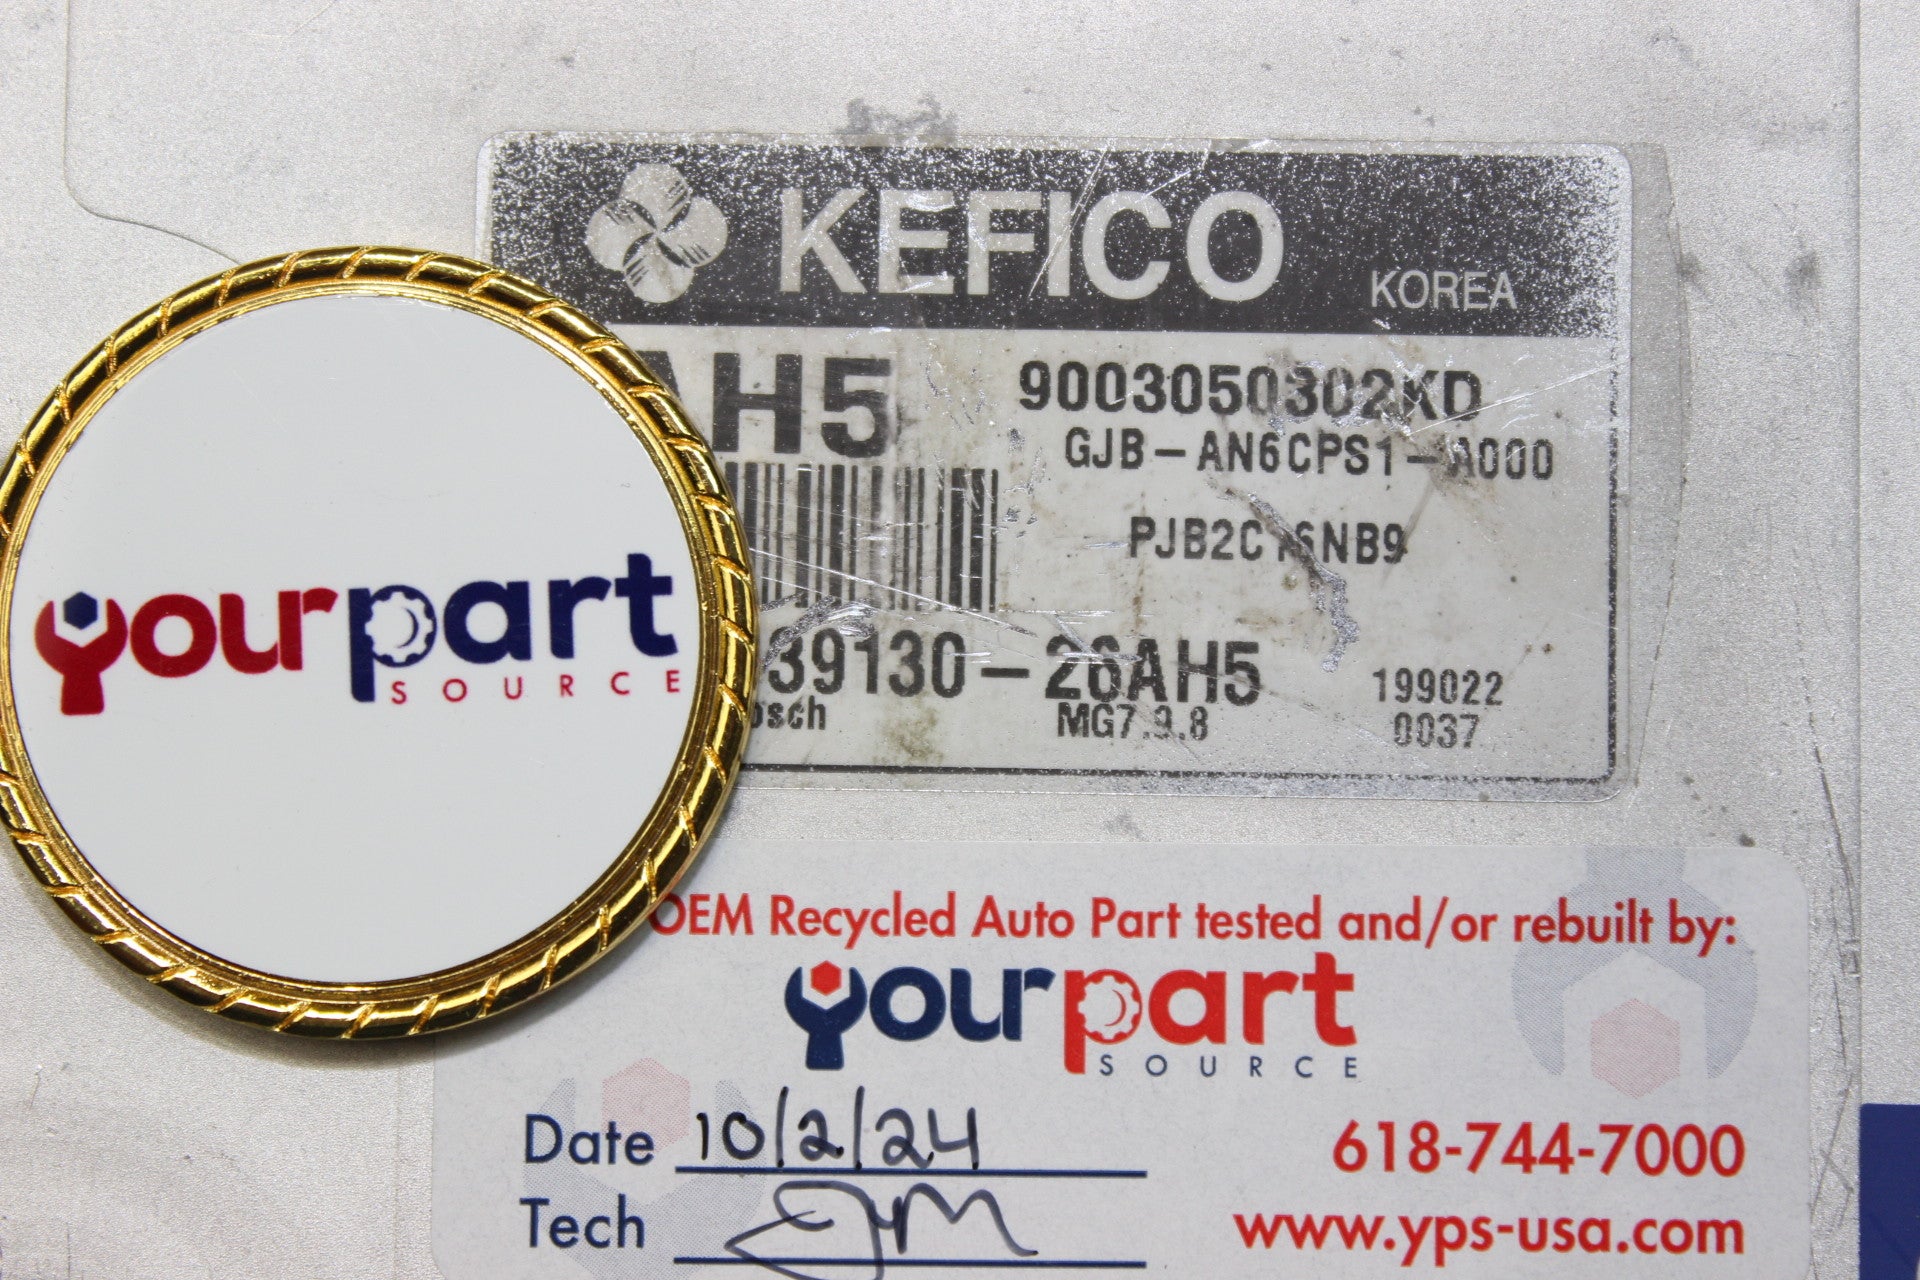 KEFICO
KOREA
AH5
9003050302KD
GJB-AN6CPS1-A000
PJB2C16NB9
39130-26AH5
199022
MG7.9.8
0037
yourpart
SOURCE
OEM Recycled Auto Part tested and/or rebuilt by:
yourpart
SOURCE
Date 10/2/24
618-744-7000
Tech
www.yps-usa.com